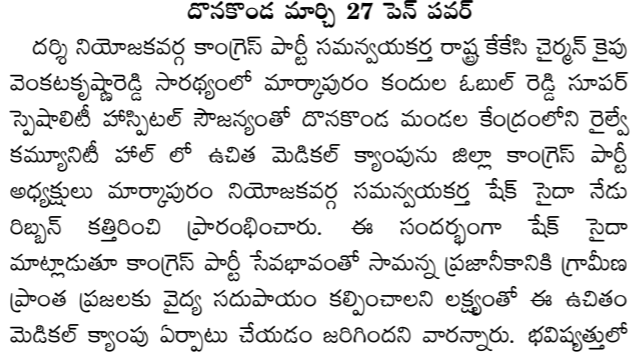 దొనకొండ మార్చి 27 పెన్ పవర్
దర్శి నియోజకవర్గ కాంగ్రెస్ పార్టీ సమన్వయకర్త రాష్ట్ర కేకేసి చైర్మన్ కైపు
వెంకటకృష్ణారెడ్డి సారథ్యంలో మార్కాపురం కందుల ఓబుల్ రెడ్డి సూపర్
స్పెషాలిటీ హాస్పిటల్ సౌజన్యంతో దొనకొండ మండల కేంద్రంలోని రైల్వే
కమ్యూనిటీ హాల్ లో ఉచిత మెడికల్ క్యాంపును జిల్లా కాంగ్రెస్ పార్టీ
అధ్యక్షులు మార్కాపురం నియోజకవర్గ సమన్వయకర్త షేక్ సైదా నేడు
రిబ్బన్ కత్తిరించి ప్రారంభించారు. ఈ సందర్భంగా షేక్ సైదా
మాట్లాడుతూ కాంగ్రెస్ పార్టీ సేవభావంతో సామన్న ప్రజానీకానికి గ్రామీణ
ప్రాంత ప్రజలకు వైద్య సదుపాయం కల్పించాలని లక్ష్యంతో ఈ ఉచితం
మెడికల్ క్యాంపు ఏర్పాటు చేయడం జరిగిందని వారన్నారు. భవిష్యత్తులో